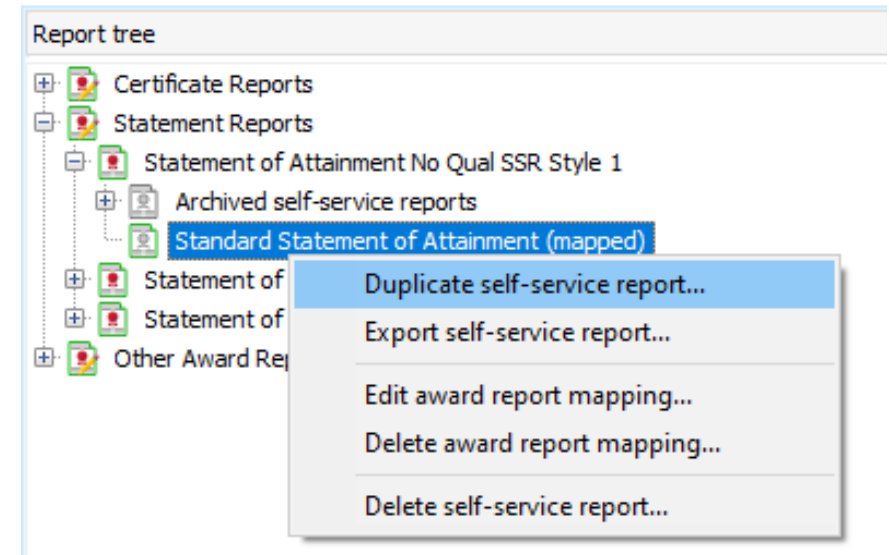 Report tree
Certificate Reports
Statement Reports
Statement of Attainment No Qual SSR Style 1
Archived self-service reports
Standard Statement of Attainment (mapped)
Statement of
Statement of
Other Award Rep
Duplicate self-service report...
Export self-service report...
Edit award report mapping...
Delete award report mapping...
Delete self-service report...